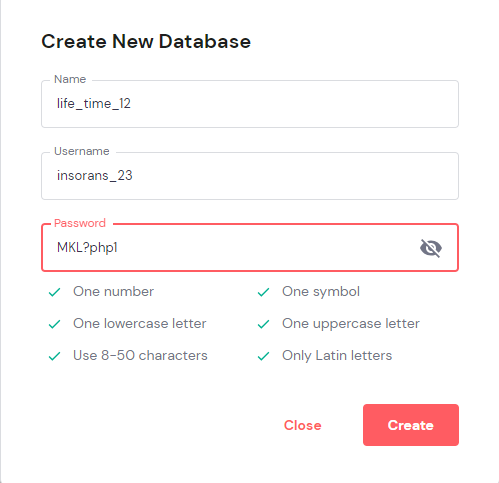 Create New Database
Name
life_time_12
Username
insorans_23
Password
MKL?php1
One number
One symbol
One lowercase letter
One uppercase letter
Use 8-50 characters
Only Latin letters
Close
Create